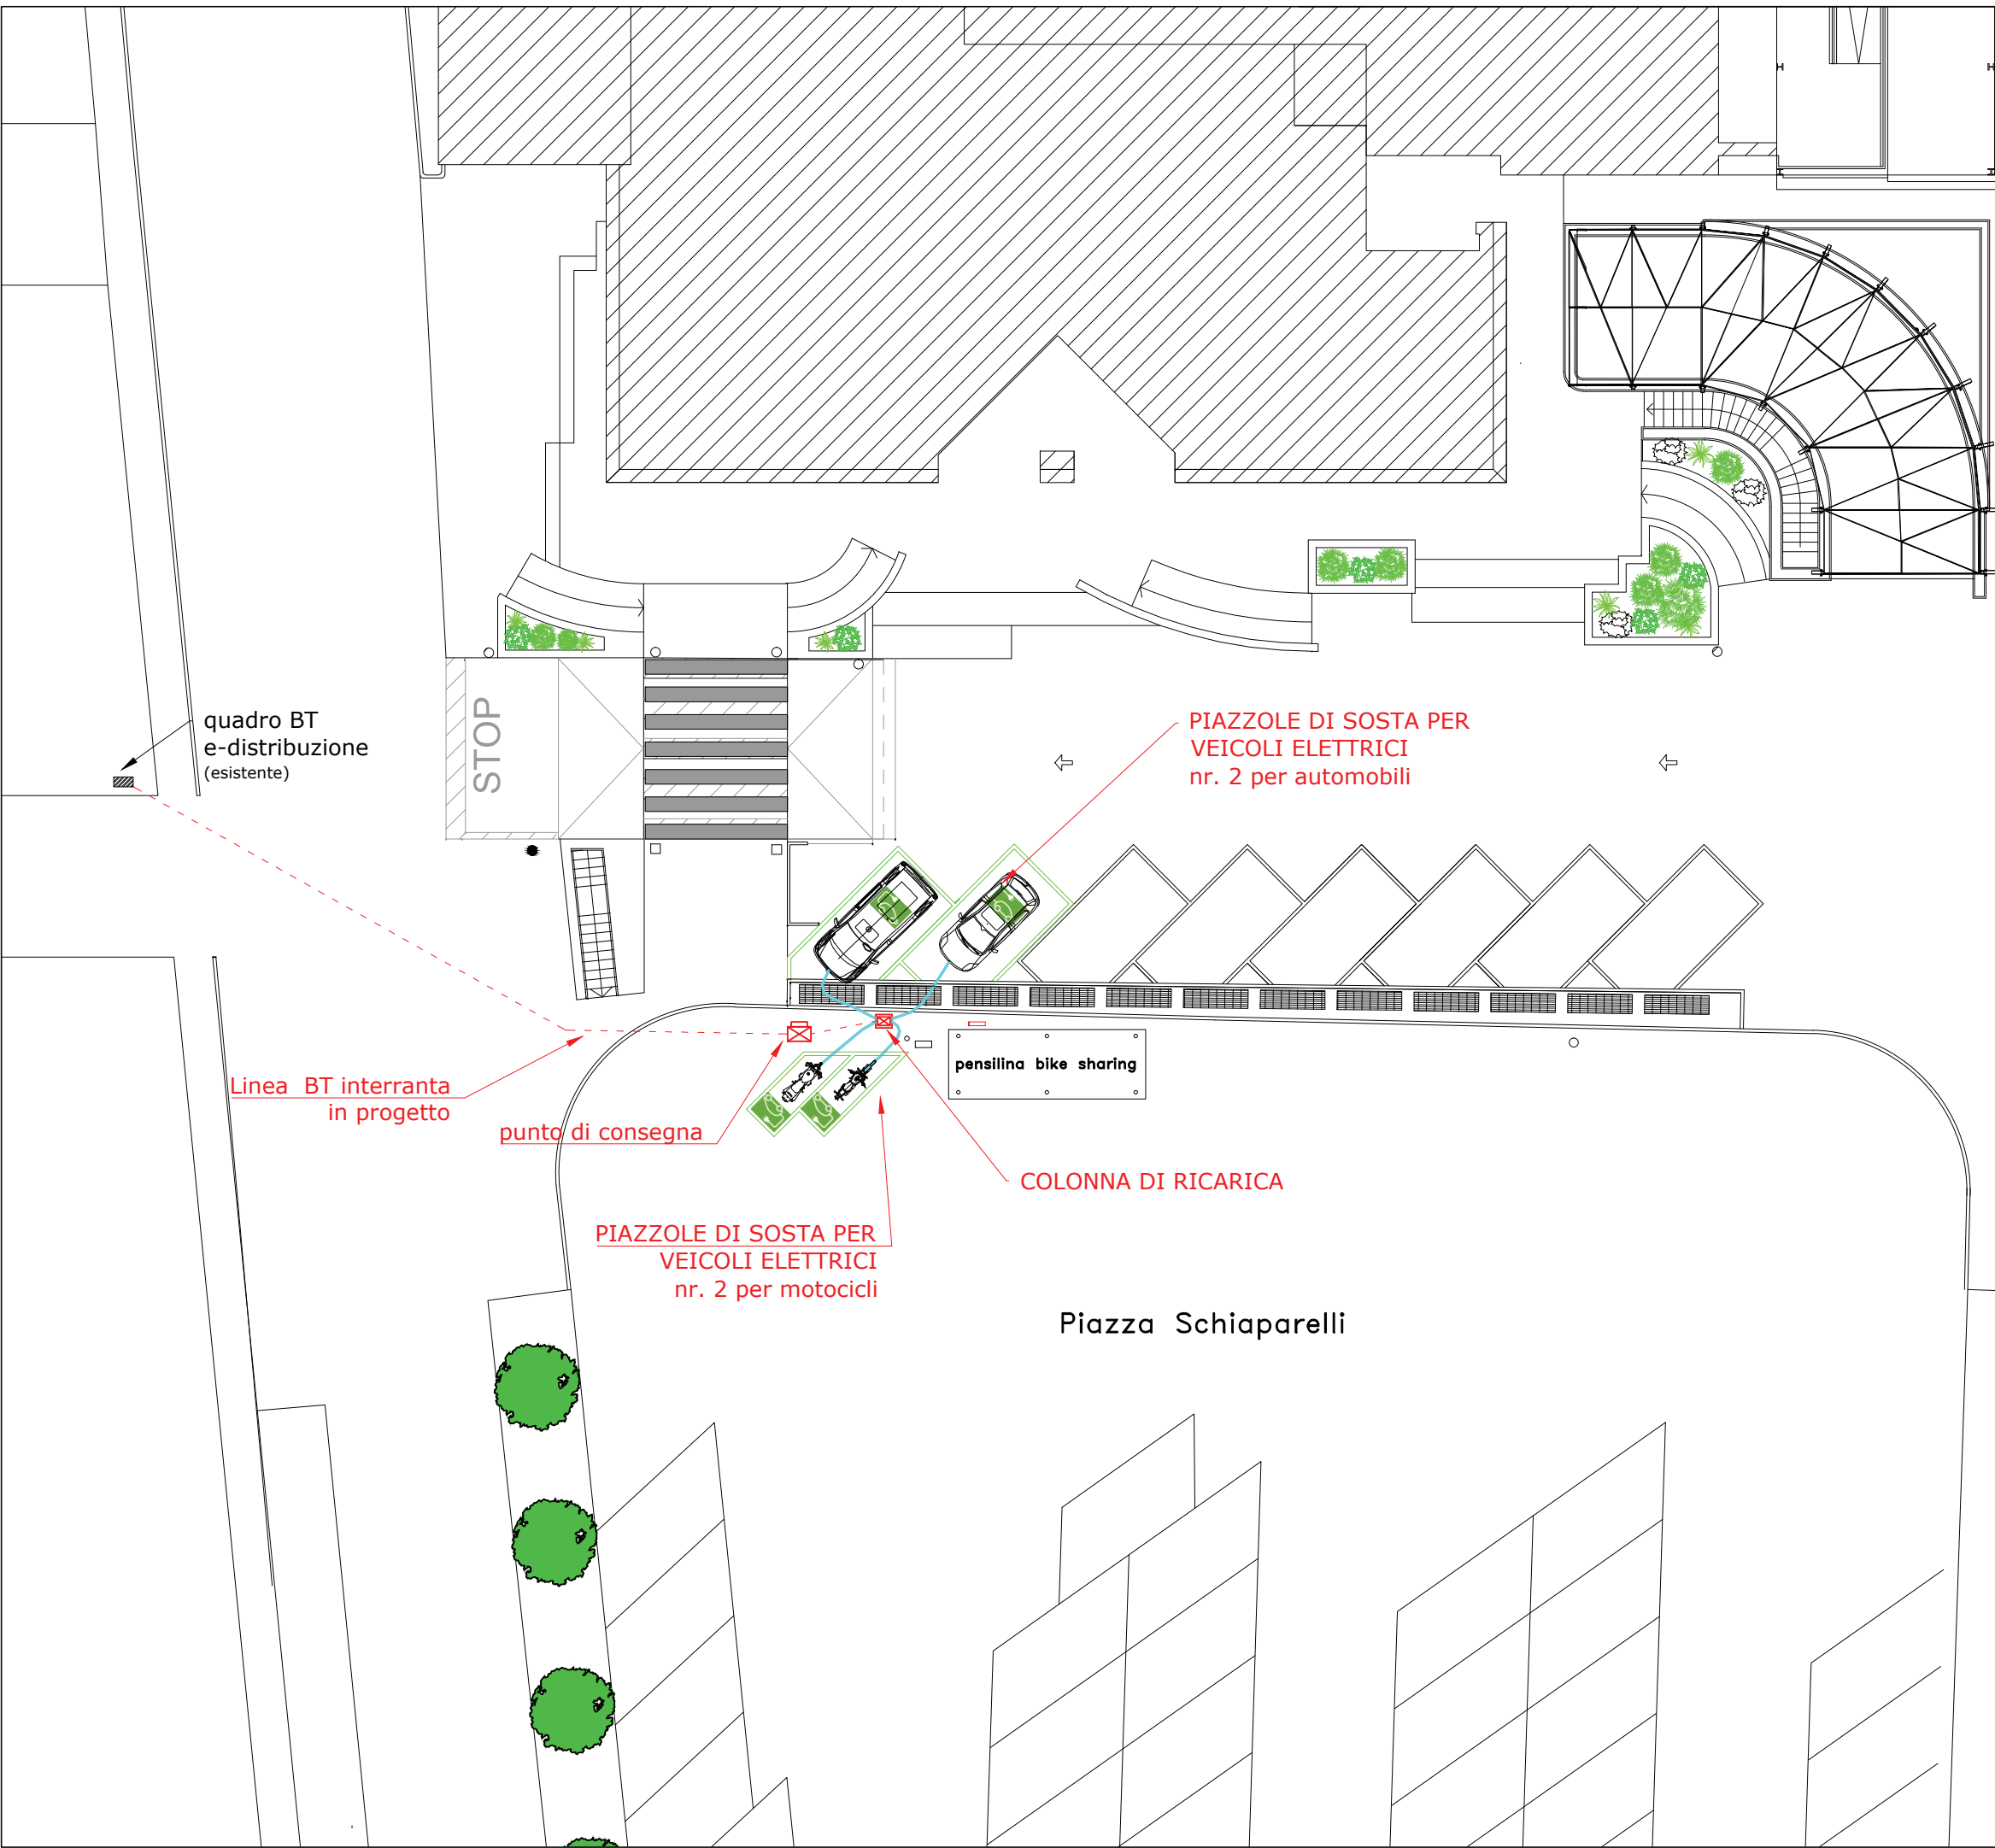 quadro BT
e-distribuzione
(esistente)
STOP
PIAZZOLE DI SOSTA PER
VEICOLI ELETTRICI
nr. 2 per automobili
pensilina bike sharing
Linea BT interranta
in progetto
punto di consegna
COLONNA DI RICARICA
PIAZZOLE DI SOSTA PER
VEICOLI ELETTRICI
nr. 2 per motocicli
Piazza Schiaparelli